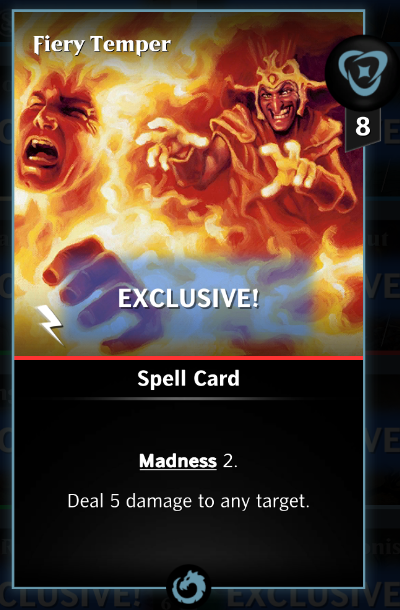 Fiery Temper
8
EXCLUSIVE!
Spell Card
Madness 2.
Deal 5 damage to any target.